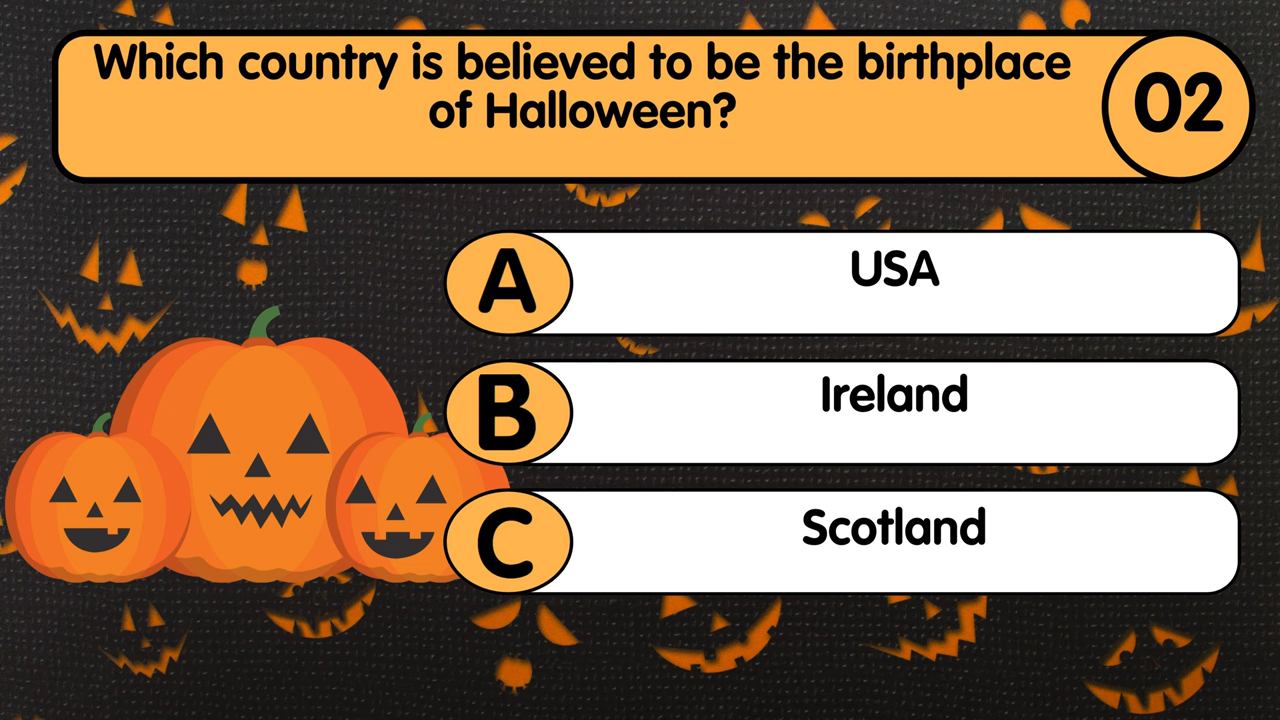 Which country is believed to be the birthplace
of Halloween?
02
A
USA
B
Ireland
C
Scotland